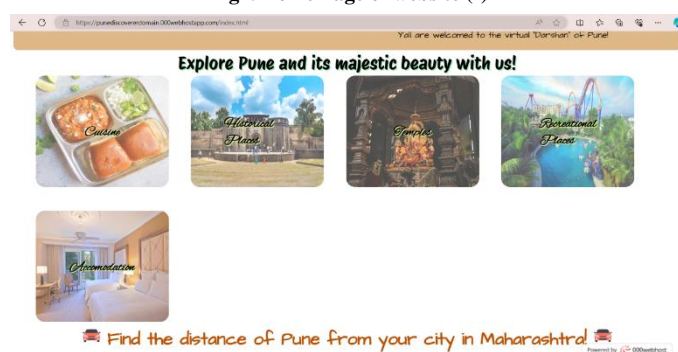 https://punediscovererdomain.000webhostapp.com/index.html
Yall are welcomed to the virtual "Darshan" of Pune!
Explore Pune and its majestic beauty with us!
Cuisine
Historical
Places
Temples
Recreational
Places
Accomodation
Find the distance of Pune from your city in Maharashtra!
Powered by 000webhost